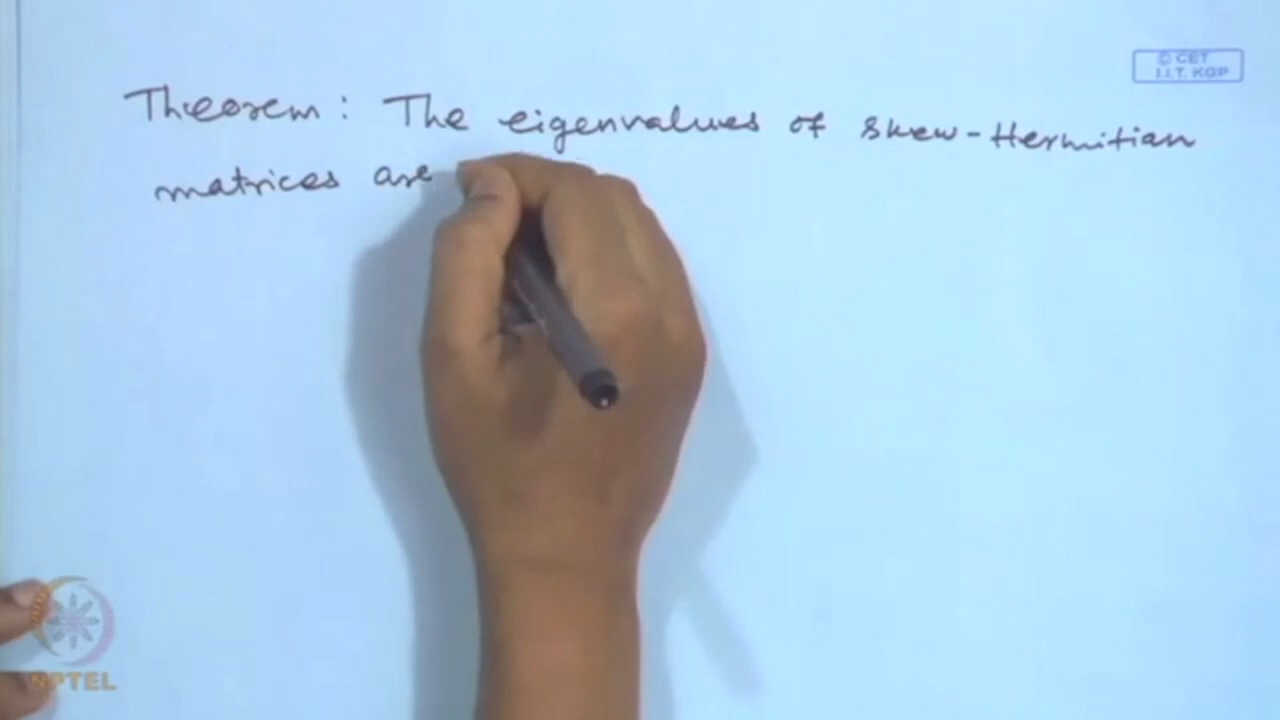 © CET
I.I.T. KGP
Theorem: The eigenvalues of skew-Hermitian
matrices are
NPTEL